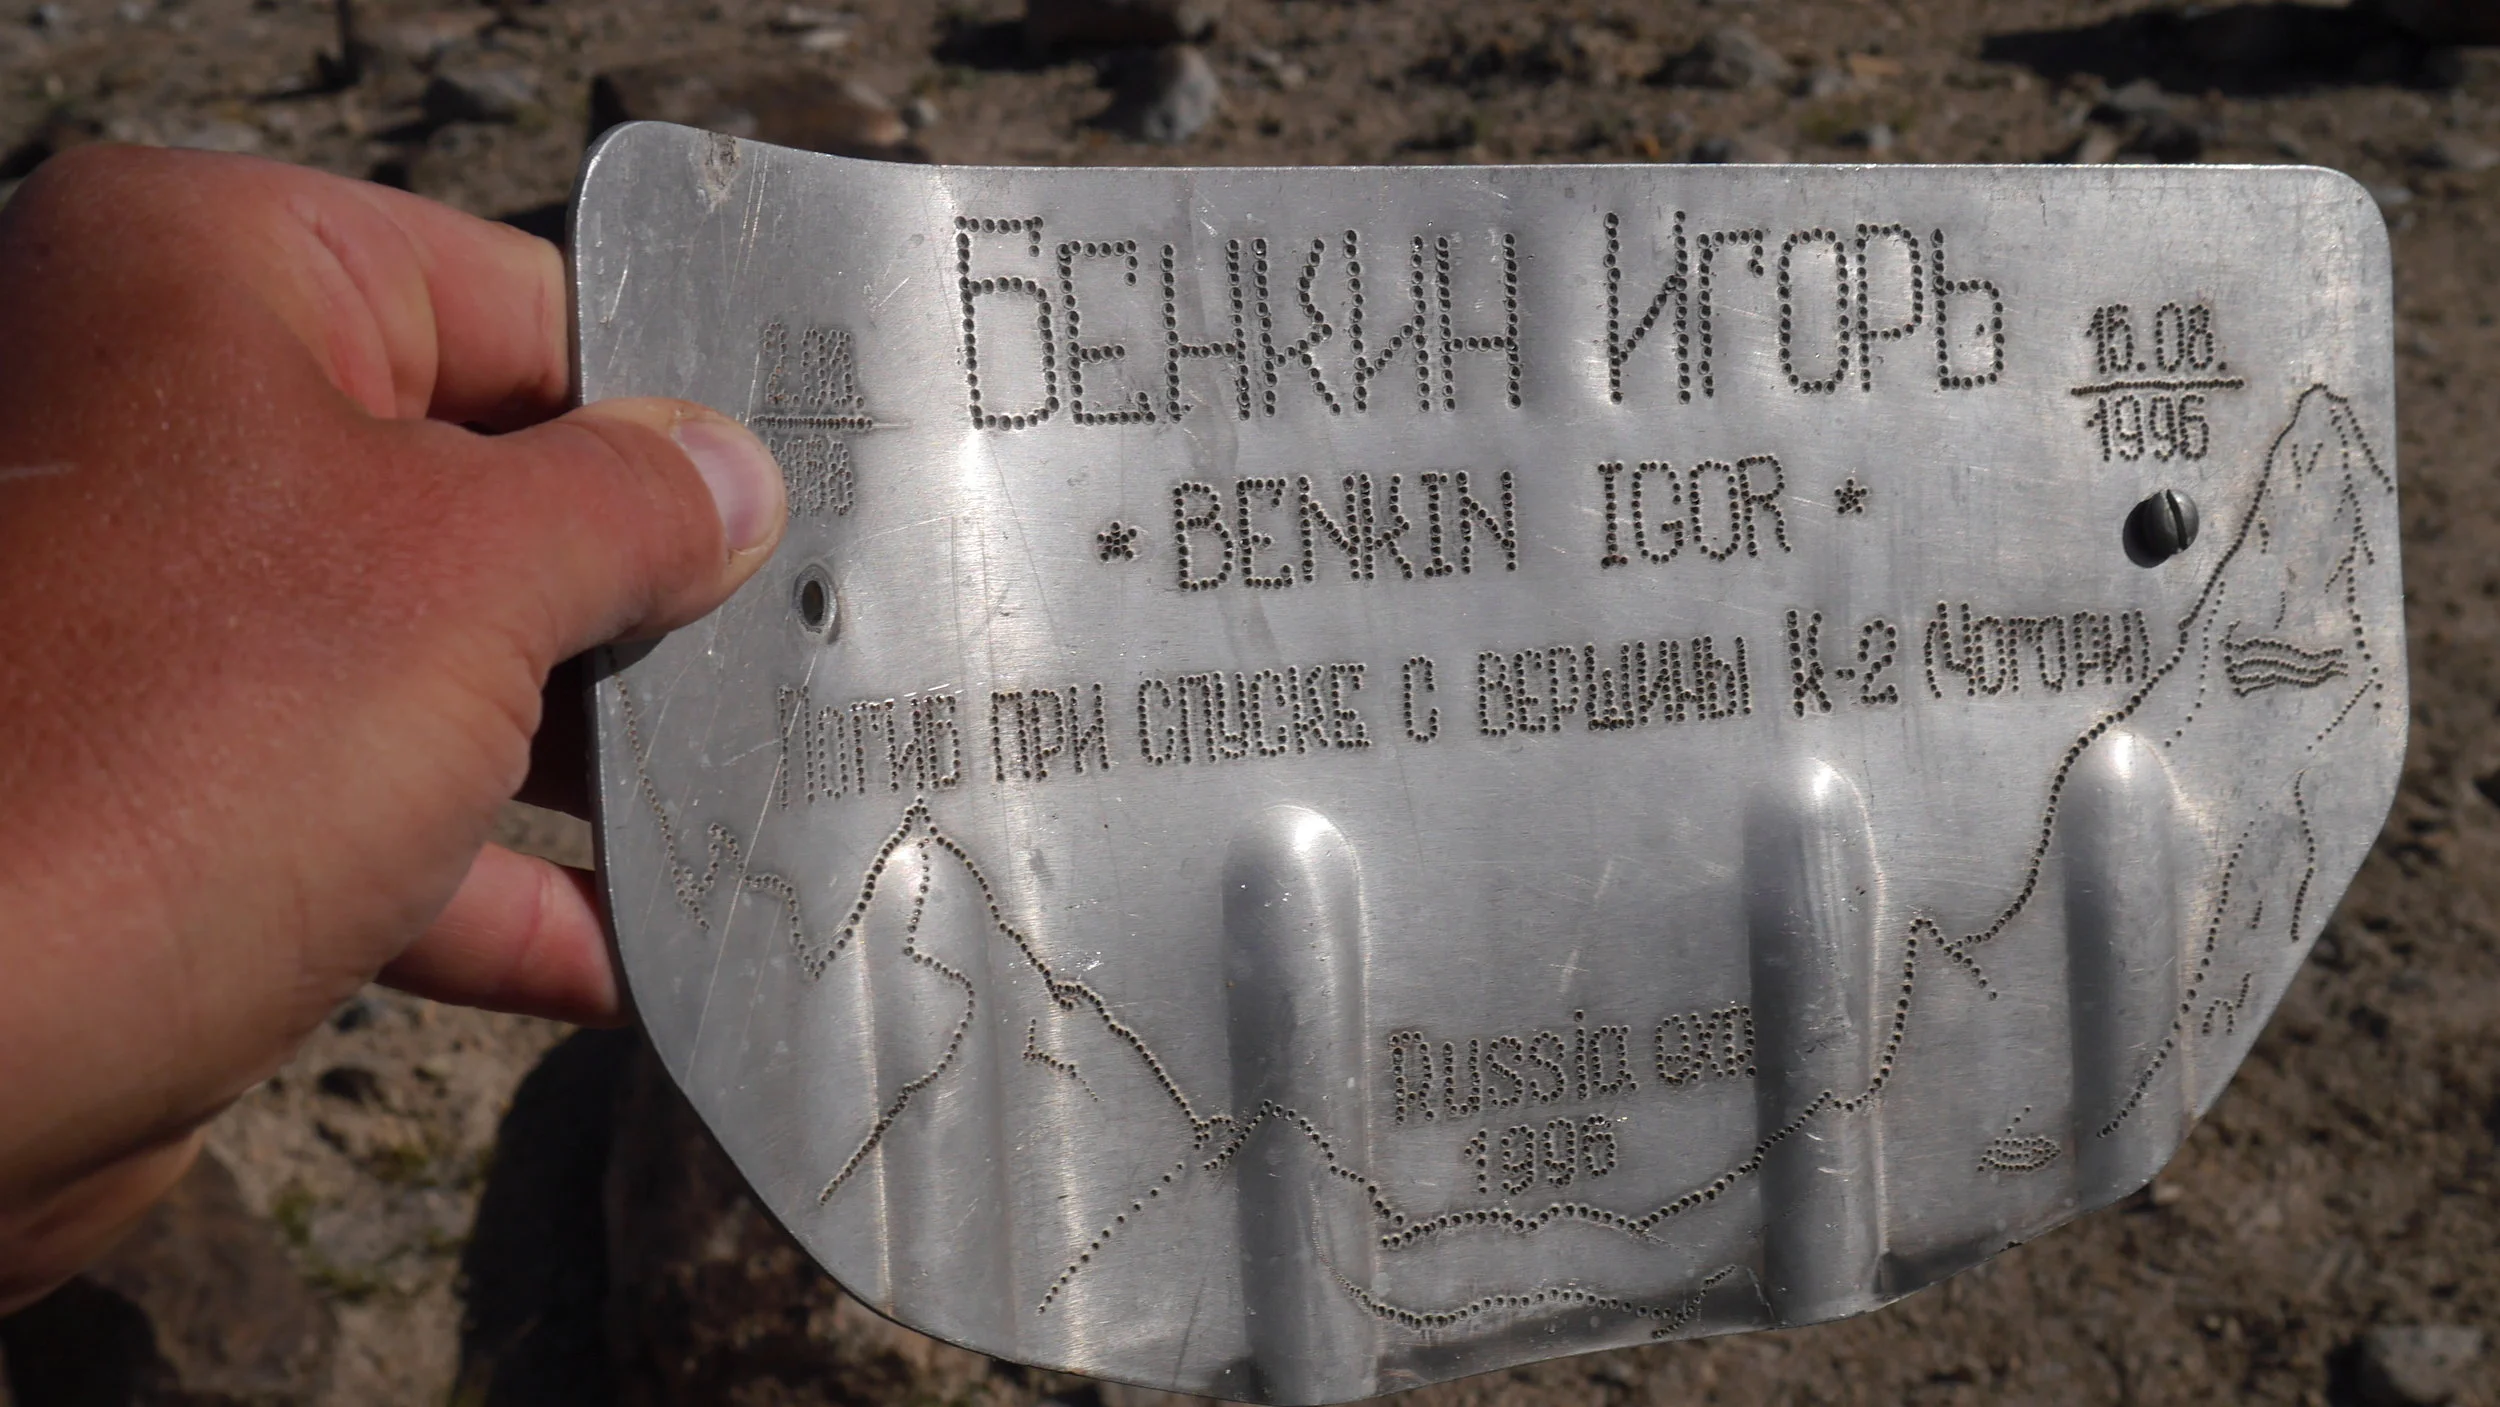 БЕНКИН ИГОРЬ
16.08.
1996
* BENKIN IGOR *
Погиб при спуске с вершины К-2 (Чогори)
Russia exp
1996